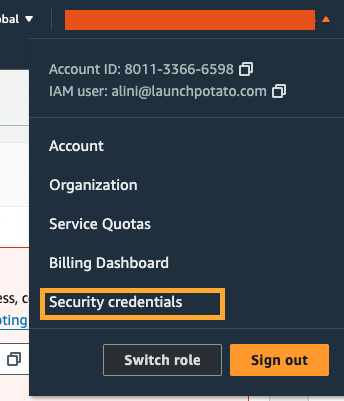 obal
Account ID: 8011-3366-6598
IAM user: alini@launchpotato.com
Account
Organization
Service Quotas
Billing Dashboard
ess, c
Security credentials
oting
Switch role
Sign out